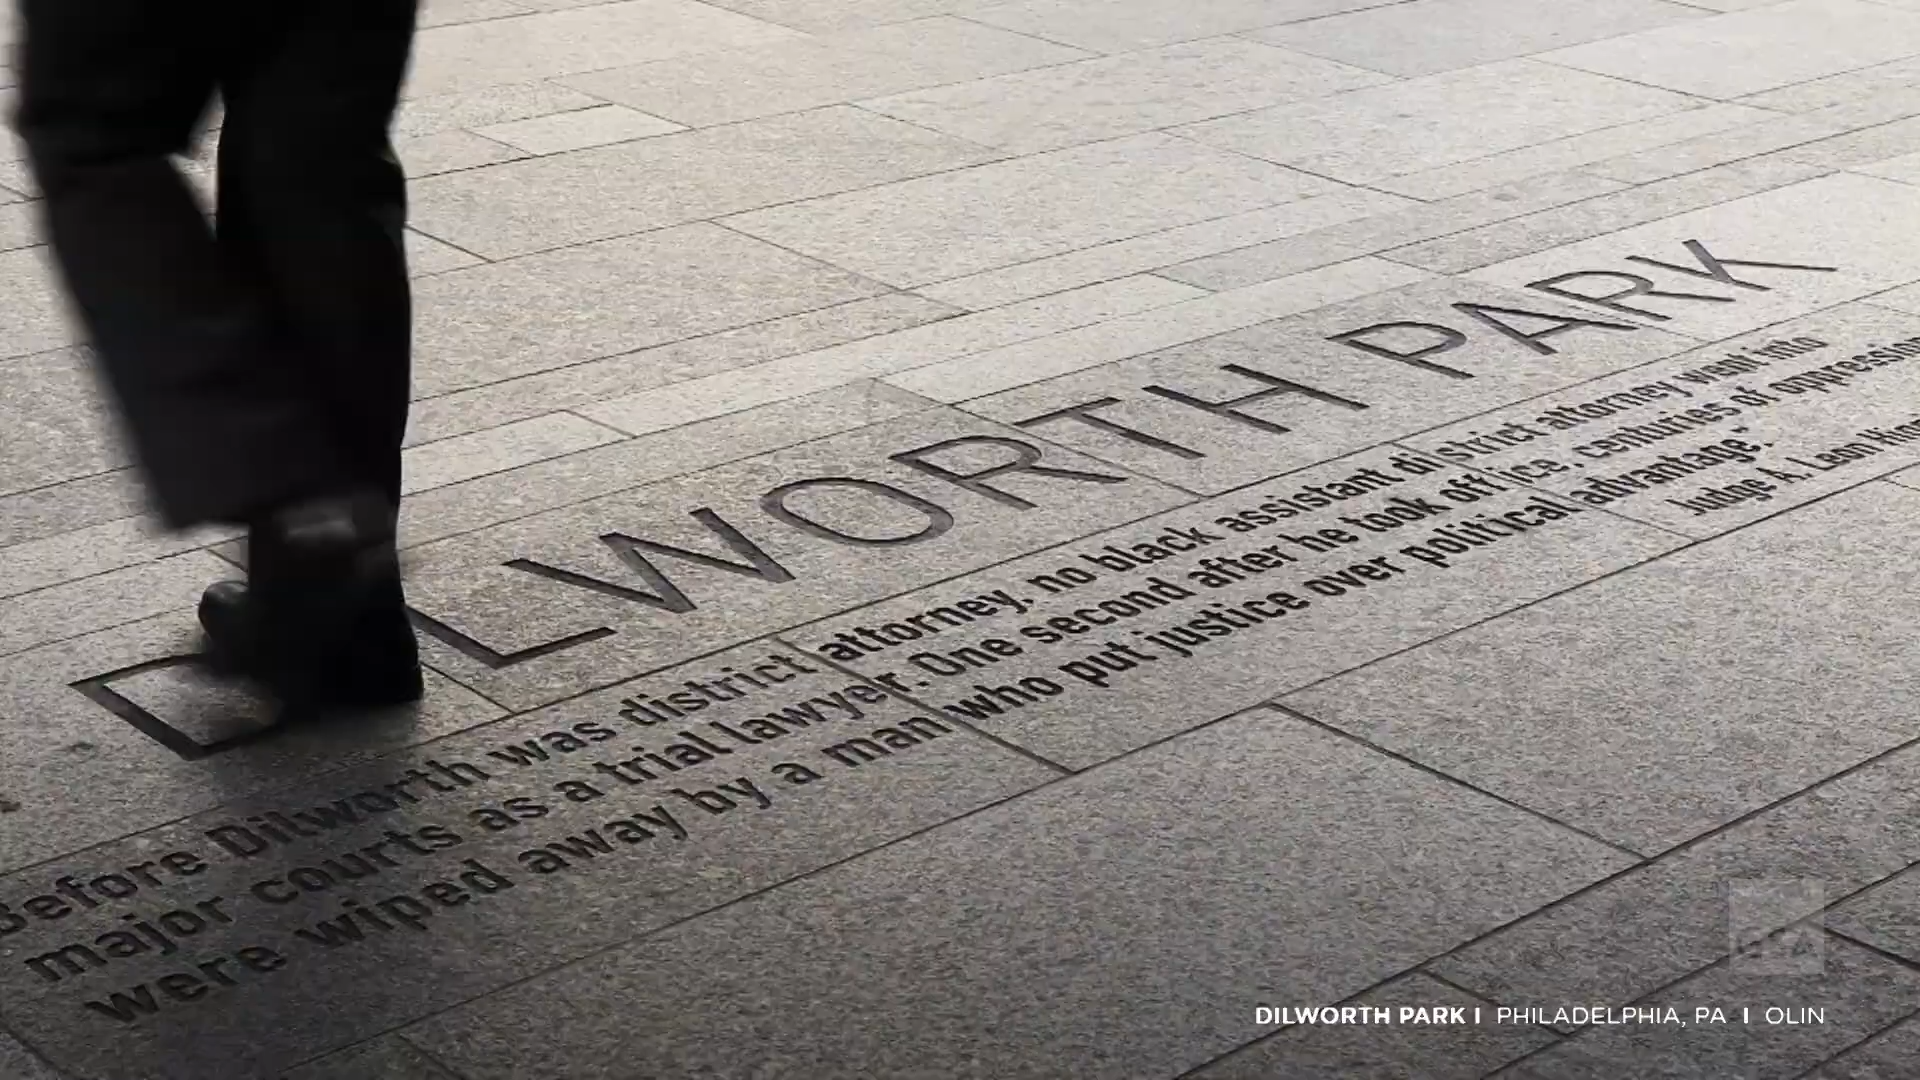 D LWORTH PARK
Before Dilworth was district attorney, no black assistant district attorney went into
major courts as a trial lawyer. One second after he took office, centuries of oppression
were wiped away by a man who put justice over political advantage."
Judge A. Leon
DILWORTH PARK | PHILADELPHIA, PA | OLIN